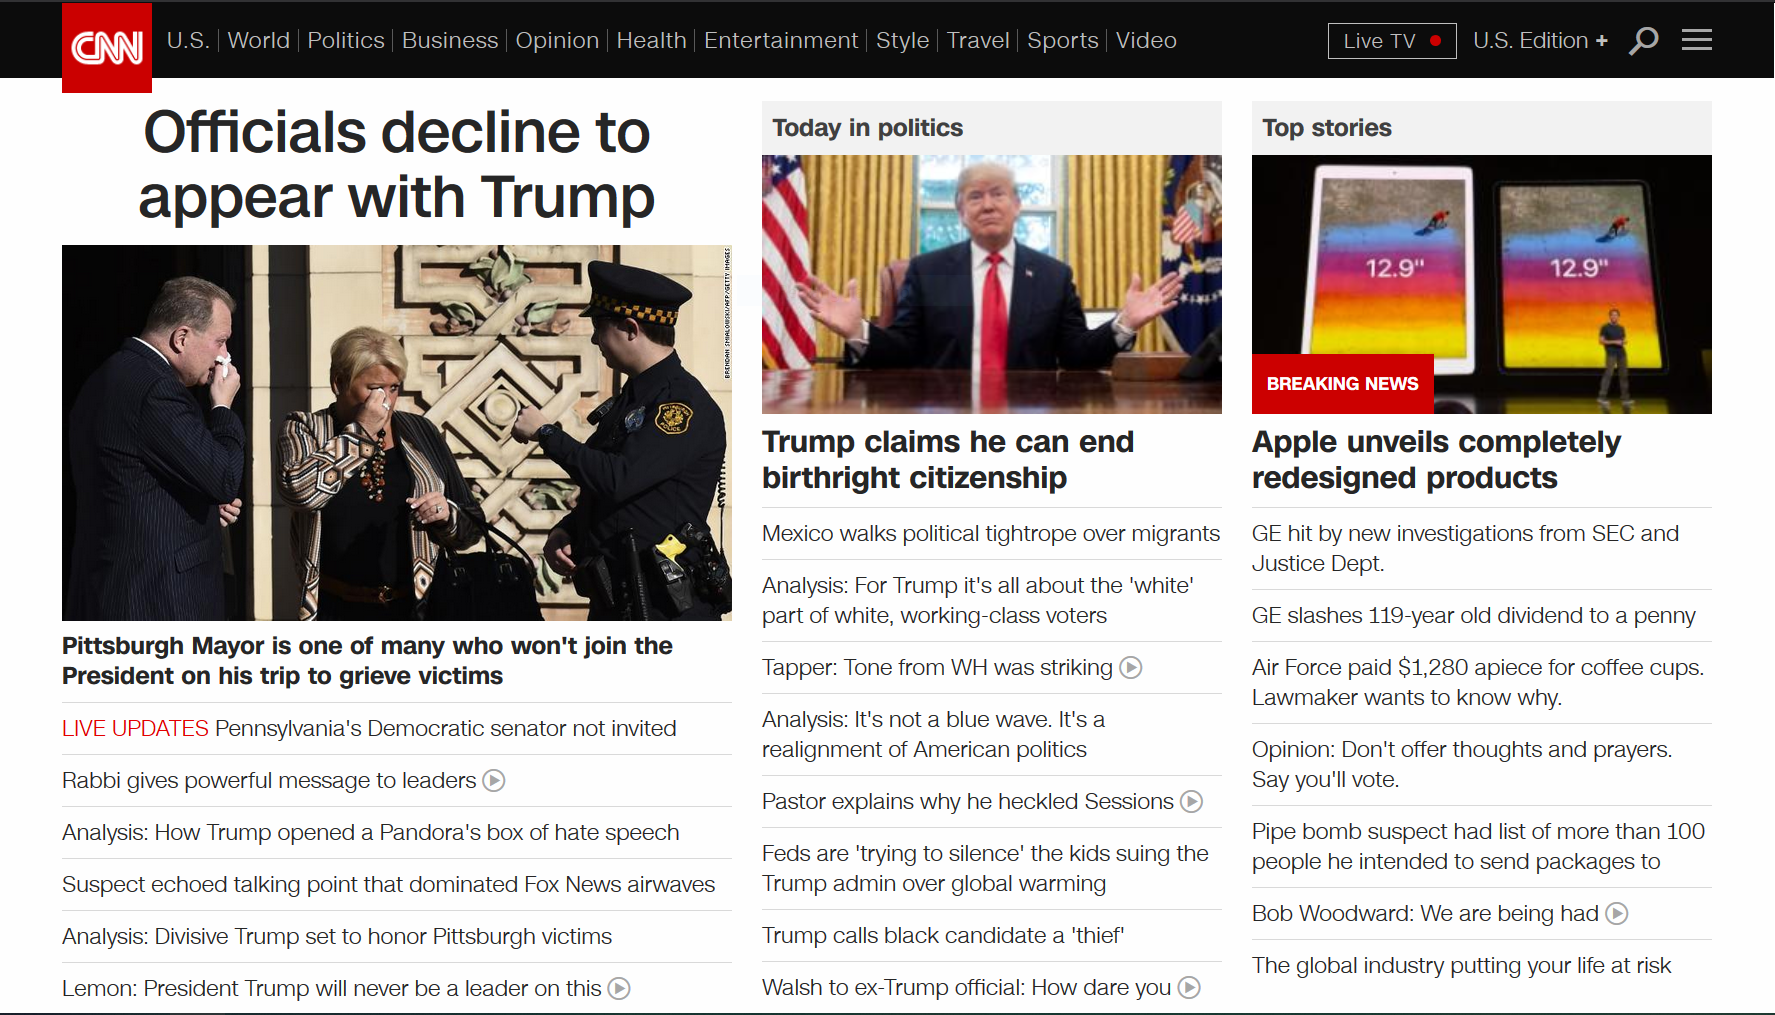 CNN
U.S.
World
Politics
Business
Opinion
Health
Entertainment
Style
Travel
Sports
Video
Live TV
U.S. Edition +
Officials decline to
appear with Trump
BRENDAN SMIALOWSKI/AFP/GETTY IMAGES
Pittsburgh Mayor is one of many who won't join the
President on his trip to grieve victims
LIVE UPDATES Pennsylvania's Democratic senator not invited
Rabbi gives powerful message to leaders
Analysis: How Trump opened a Pandora's box of hate speech
Suspect echoed talking point that dominated Fox News airwaves
Analysis: Divisive Trump set to honor Pittsburgh victims
Lemon: President Trump will never be a leader on this
Today in politics
Trump claims he can end
birthright citizenship
Mexico walks political tightrope over migrants
Analysis: For Trump it's all about the 'white'
part of white, working-class voters
Tapper: Tone from WH was striking
Analysis: It's not a blue wave. It's a
realignment of American politics
Pastor explains why he heckled Sessions
Feds are 'trying to silence' the kids suing the
Trump admin over global warming
Trump calls black candidate a 'thief'
Walsh to ex-Trump official: How dare you
Top stories
12.9"
12.9"
BREAKING NEWS
Apple unveils completely
redesigned products
GE hit by new investigations from SEC and
Justice Dept.
GE slashes 119-year old dividend to a penny
Air Force paid $1,280 apiece for coffee cups.
Lawmaker wants to know why.
Opinion: Don't offer thoughts and prayers.
Say you'll vote.
Pipe bomb suspect had list of more than 100
people he intended to send packages to
Bob Woodward: We are being had
The global industry putting your life at risk